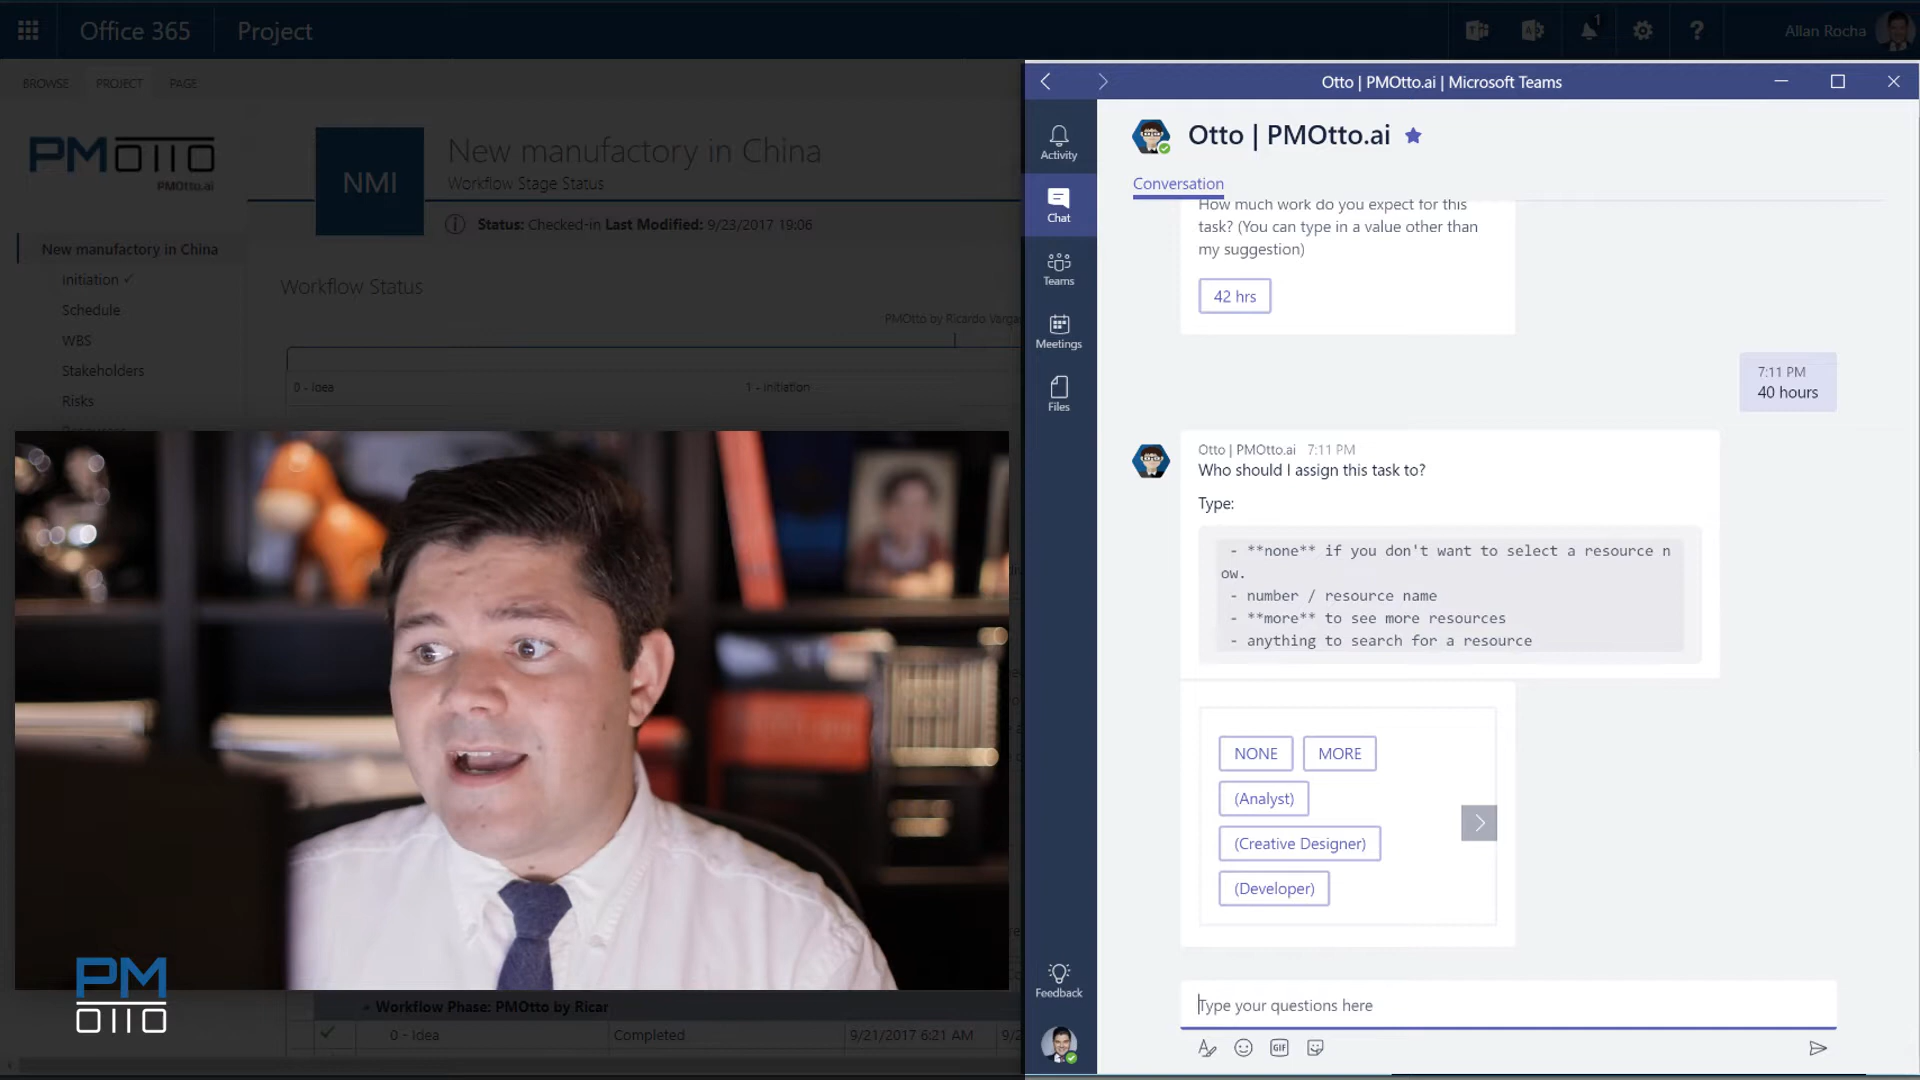 Office 365
Project
1
Allan Rocha
BROWSE
PROJECT
PAGE
PMOTTO
PMOtto.ai
NMI
New manufactory in China
Workflow Stage Status
Status: Checked-in Last Modified: 9/23/2017 19:06
New manufactory in China
Initiation
Schedule
WBS
Stakeholders
Risks
Workflow Status
PMOtto by Ricardo
0 - Idea
1 - Initiation
Workflow Phase: PMOtto by Ricar
0 - Idea
Completed
9/21/2017 6:21 AM
PM
OTTO
Otto | PMOtto.ai | Microsoft Teams
Activity
Chat
Teams
Meetings
Files
Feedback
Otto | PMOtto.ai
Conversation
How much work do you expect for this
task? (You can type in a value other than
my suggestion)
42 hrs
7:11 PM
40 hours
Otto | PMOtto.ai 7:11 PM
Who should I assign this task to?
Type:
- **none** if you don't want to select a resource n
ow.
- number / resource name
- **more** to see more resources
- anything to search for a resource
NONE
MORE
(Analyst)
(Creative Designer)
(Developer)
Type your questions here
GIF